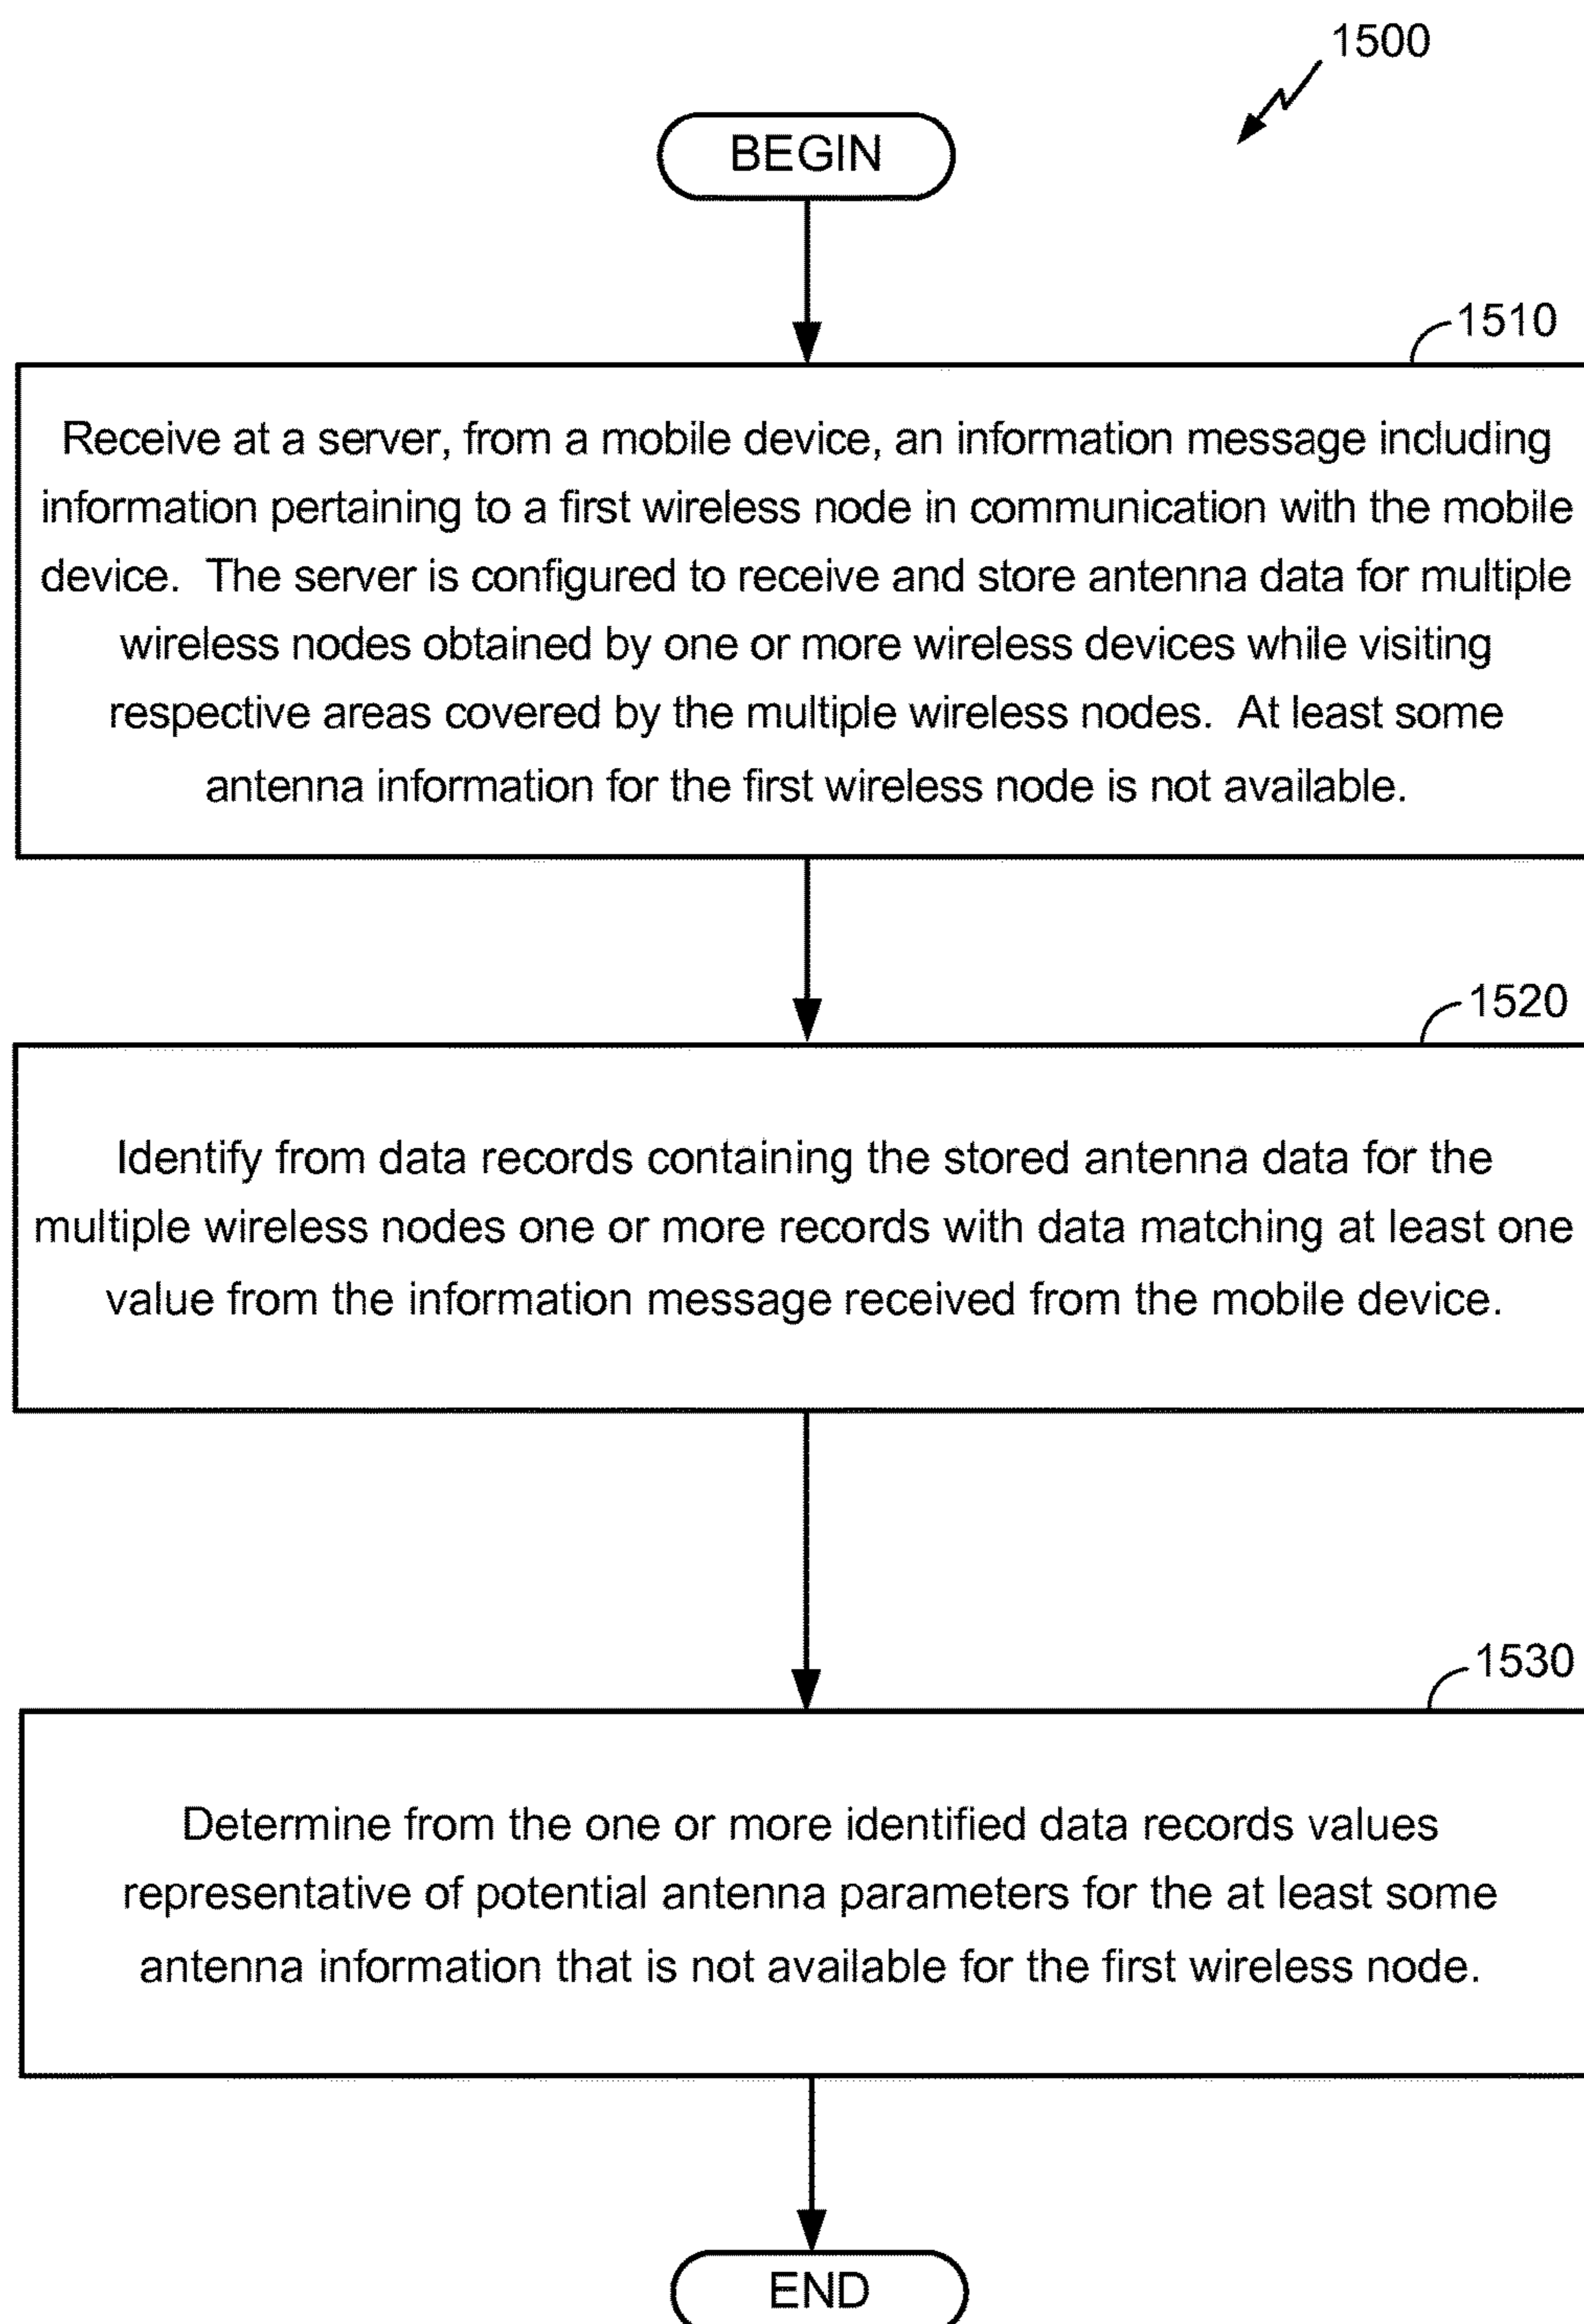 1500
BEGIN
1510
Receive at a server, from a mobile device, an information message including
information pertaining to a first wireless node in communication with the mobile
device.  The server is configured to receive and store antenna data for multiple
wireless nodes obtained by one or more wireless devices while visiting
respective areas covered by the multiple wireless nodes.  At least some
antenna information for the first wireless node is not available.
1520
Identify from data records containing the stored antenna data for the
multiple wireless nodes one or more records with data matching at least one
value from the information message received from the mobile device.
1530
Determine from the one or more identified data records values
representative of potential antenna parameters for the at least some
antenna information that is not available for the first wireless node.
END